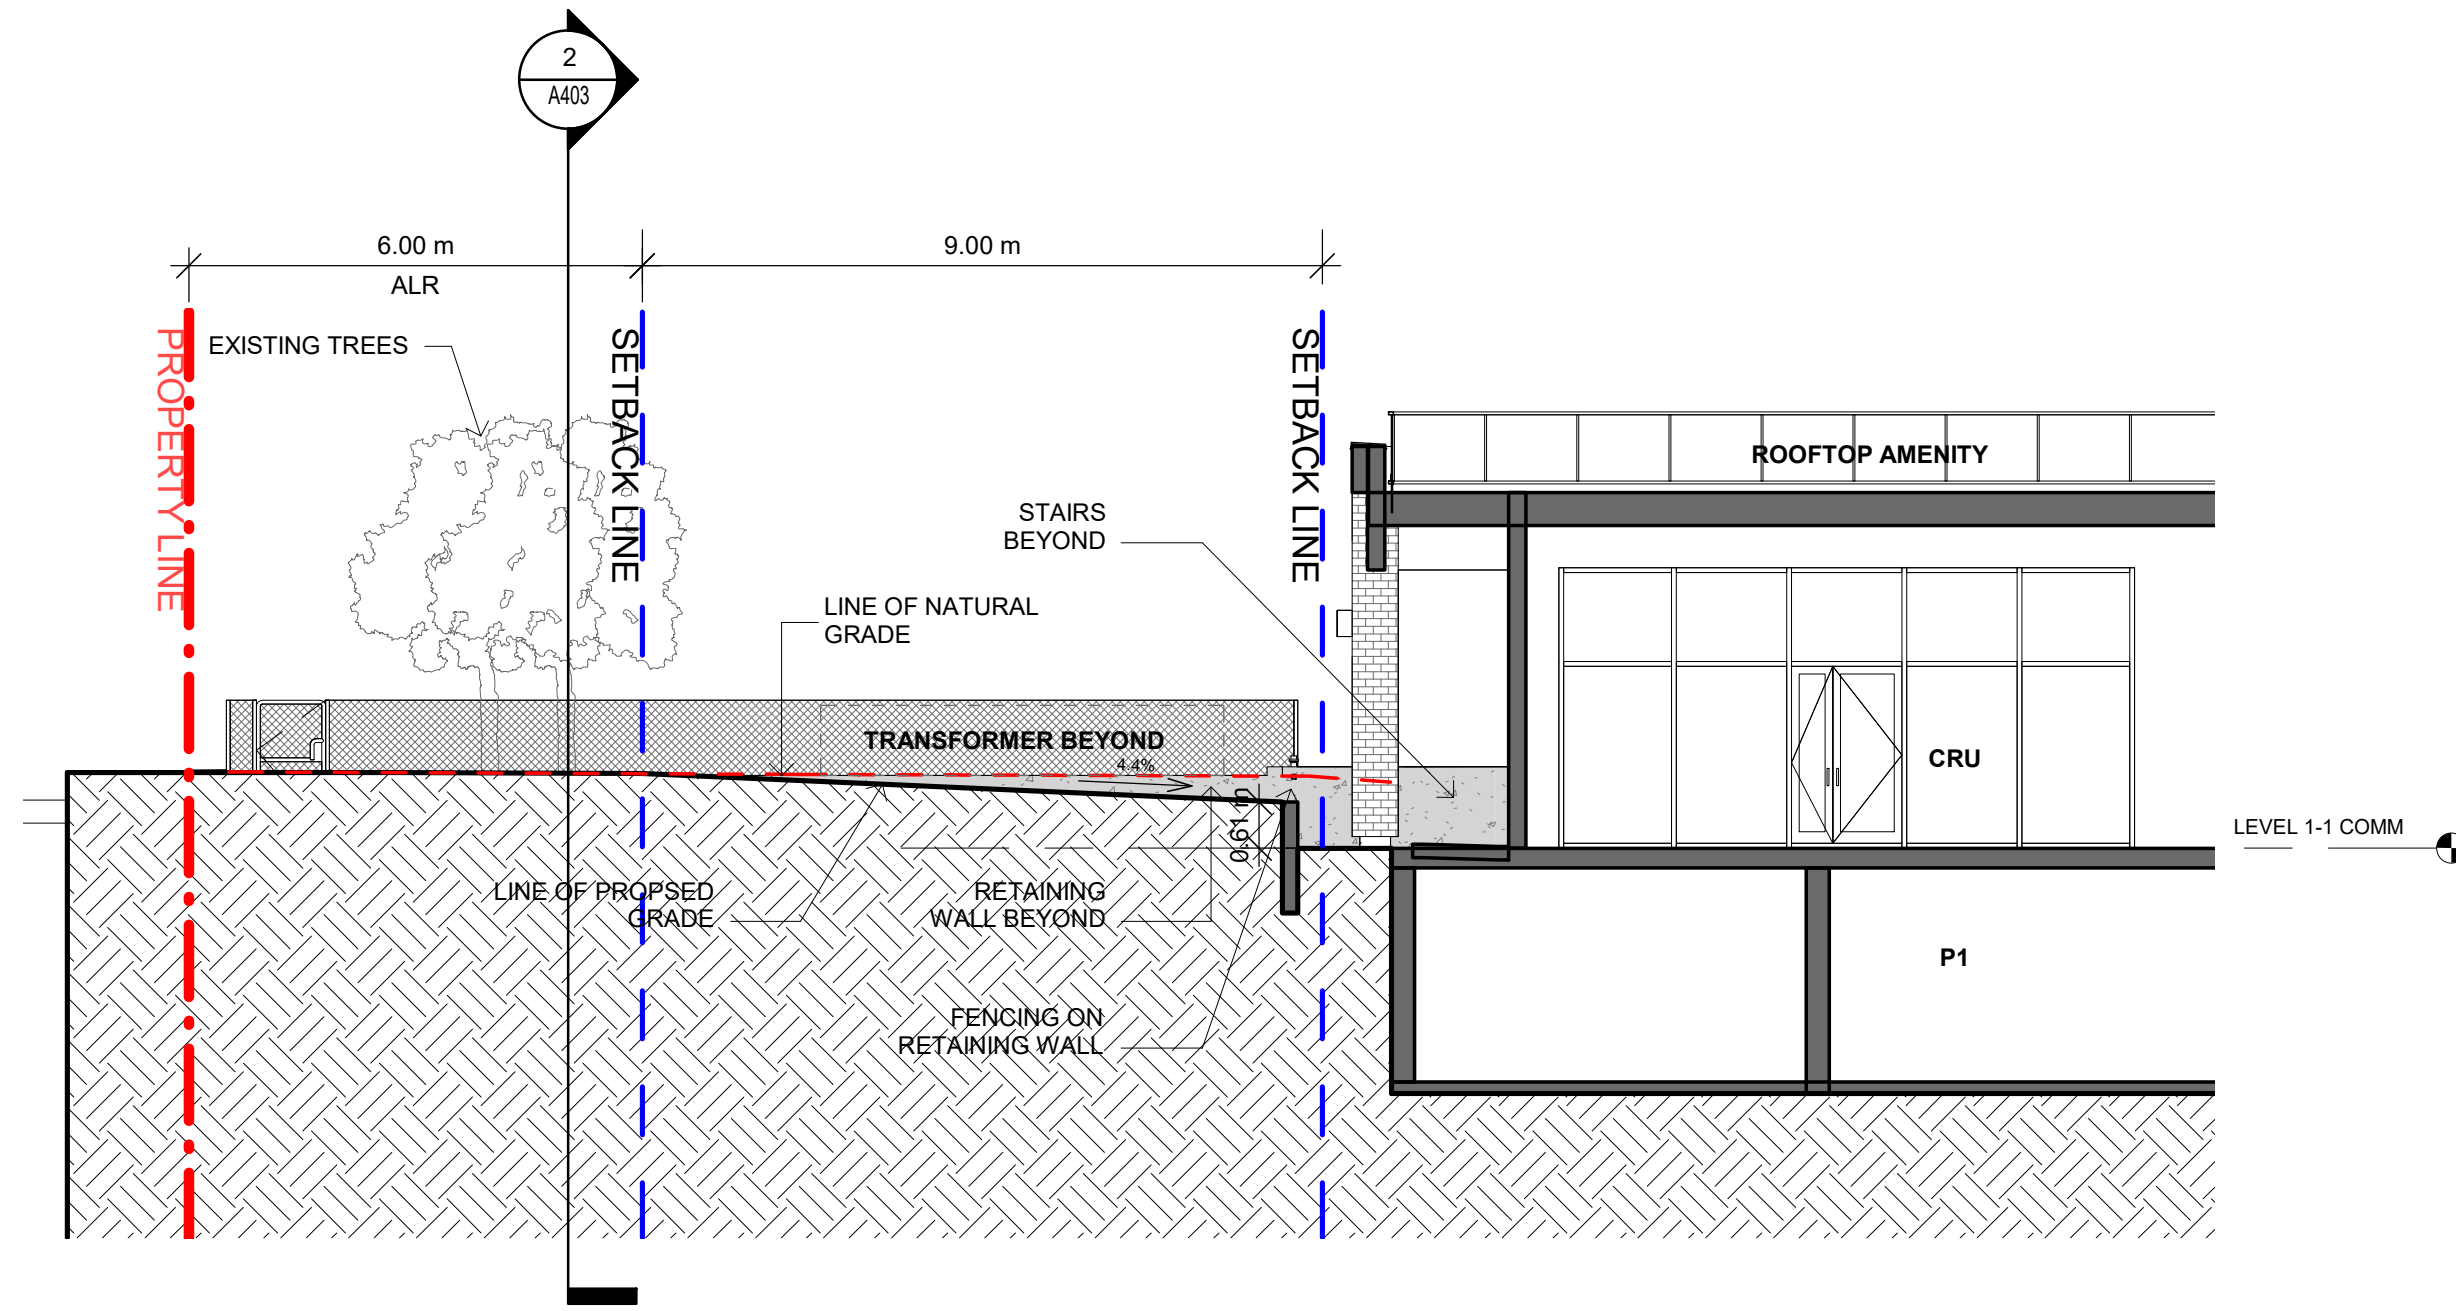 2
A403
6.00 m
9.00 m
ALR
PROPERTY LINE
EXISTING TREES
SETBACK LINE
SETBACK LINE
ROOFTOP AMENITY
STAIRS
BEYOND
LINE OF NATURAL
GRADE
TRANSFORMER BEYOND
4.4%
CRU
0.61 m
LEVEL 1-1 COMM
LINE OF PROPSED
GRADE
RETAINING
WALL BEYOND
P1
FENCING ON
RETAINING WALL